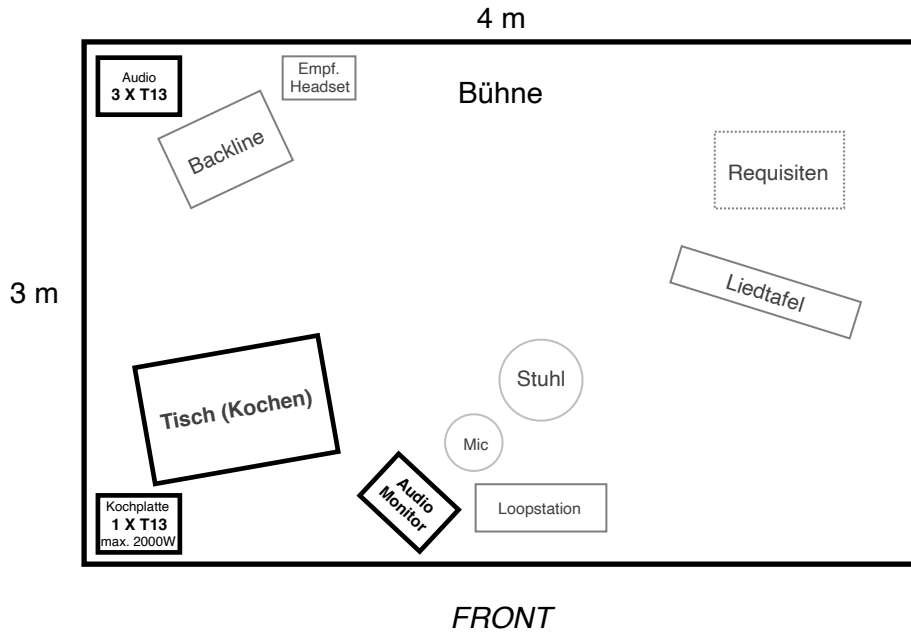 4 m
Audio
3 X T13
Empf.
Headset
Bühne
Backline
Requisiten
3 m
Liedtafel
Tisch (Kochen)
Stuhl
Mic
Audio
Monitor
Loopstation
Kochplatte
1 X T13
max. 2000W
FRONT